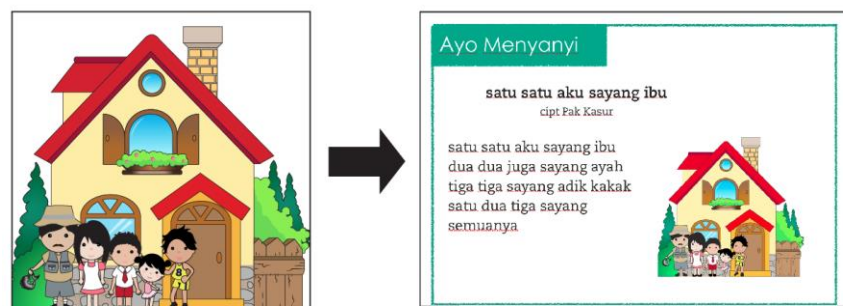 Ayo Menyanyi
satu satu aku sayang ibu
cipt Pak Kasur
satu satu aku sayang ibu
dua dua juga sayang ayah
tiga tiga sayang adik kakak
satu dua tiga sayang
semuanya
8